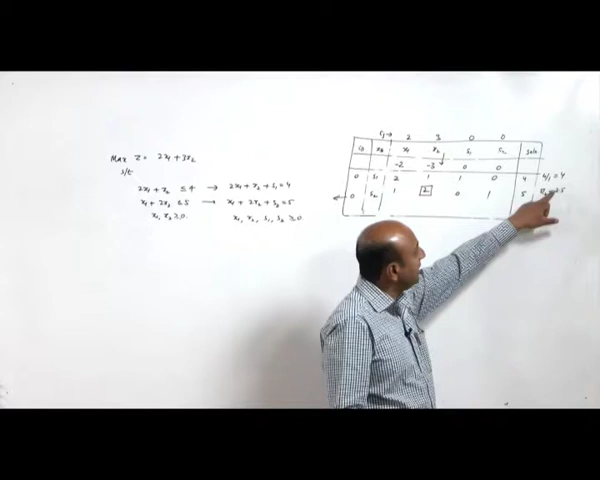 Max Z = 2x₁ + 3x₂
s/t
2x₁ + x₂ ≤ 4 → 2x₁ + x₂ + s₁ = 4
x₁ + 2x₂ ≤ 5 → x₁ + 2x₂ + s₂ = 5
x₁, x₂ ≥ 0 x₁, x₂, s₁, s₂ ≥ 0
Cj → 2 3 0 0
CB XB x₁ x₂ s₁ s₂ Soln
-2 -3 0 0
0 s₁ 2 1 1 0 4 4/1 = 4
0 s₂ 1 2 0 1 5